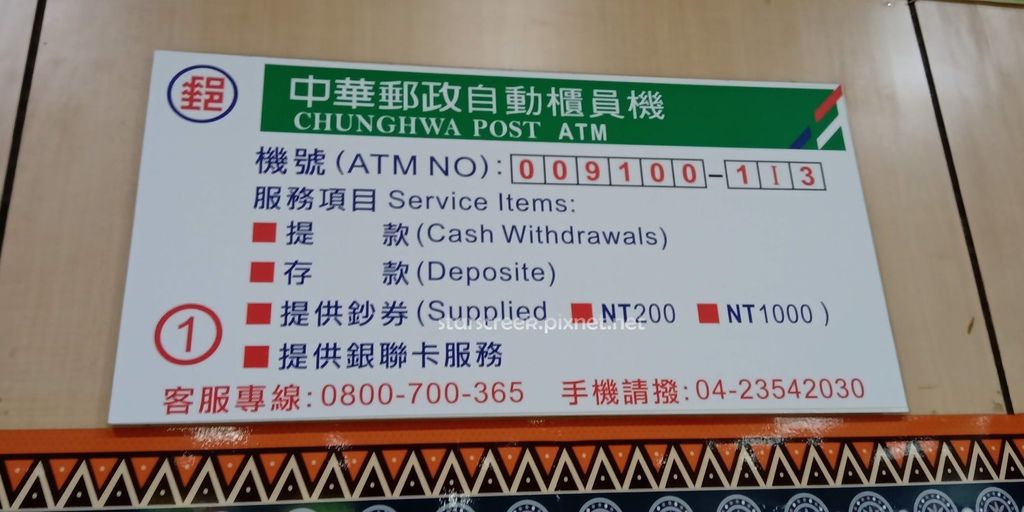 郵
中華郵政自動櫃員機
CHUNGHWA POST ATM
機號(ATM NO): 009100-113
服務項目 Service Items:
■提 款(Cash Withdrawals)
■存 款(Deposite)
■提供鈔券(Supplied ■NT200 ■NT1000 )
starscreek.pixnet.net
1
■提供銀聯卡服務
客服專線:0800-700-365 手機請撥:04-23542030